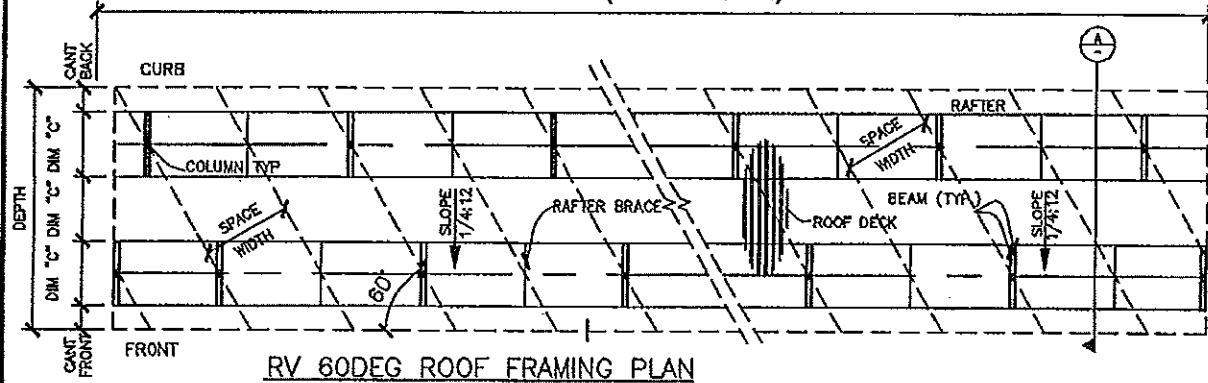 A
-
CANT
BACK
CURB
RAFTER
DEPTH
DIM "C"
DIM "C"
DIM "C"
COLUMN TYP
SPACE
WIDTH
SPACE
WIDTH
SLOPE
1/4:12
RAFTER BRACE
ROOF DECK
BEAM (TYP.)
SLOPE
1/4:12
60°
CANT
FRONT
FRONT
RV 60DEG ROOF FRAMING PLAN